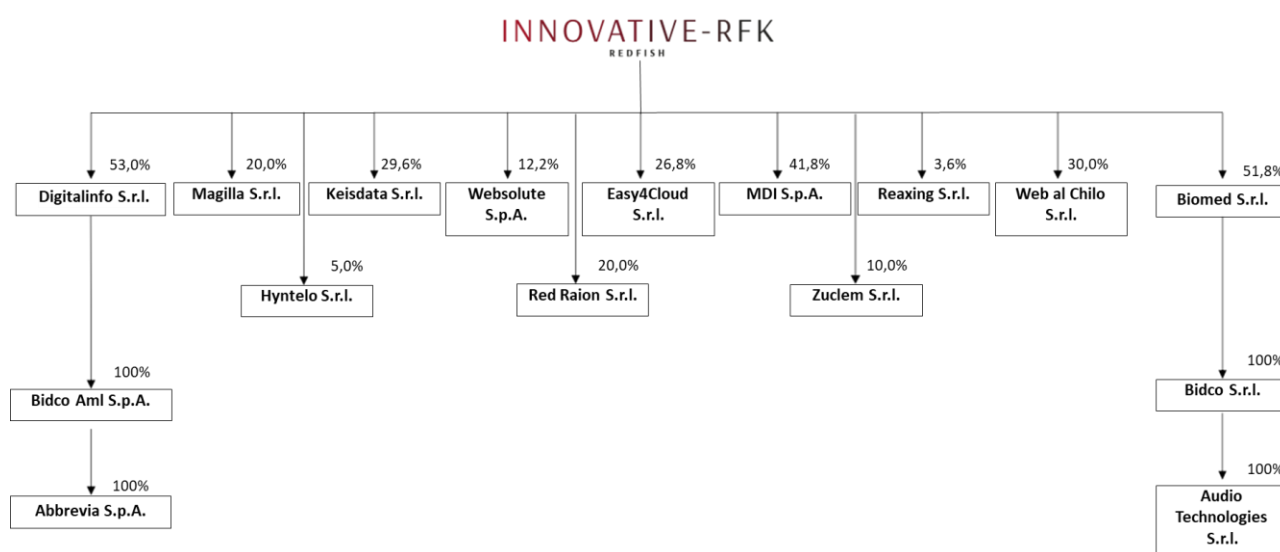 INNOVATIVE-RFK
REDFISH
53,0%
Digitalinfo S.r.l.
20,0%
Magilla S.r.l.
29,6%
Keisdata S.r.l.
12,2%
Websolute
S.p.A.
26,8%
Easy4Cloud
S.r.l.
41,8%
MDI S.p.A.
3,6%
Reaxing S.r.l.
30,0%
Web al Chilo
S.r.l.
51,8%
Biomed S.r.l.
5,0%
Hyntelo S.r.l.
20,0%
Red Raion S.r.l.
10,0%
Zuclem S.r.l.
100%
Bidco Aml S.p.A.
100%
Bidco S.r.l.
100%
Abbrevia S.p.A.
100%
Audio
Technologies
S.r.l.